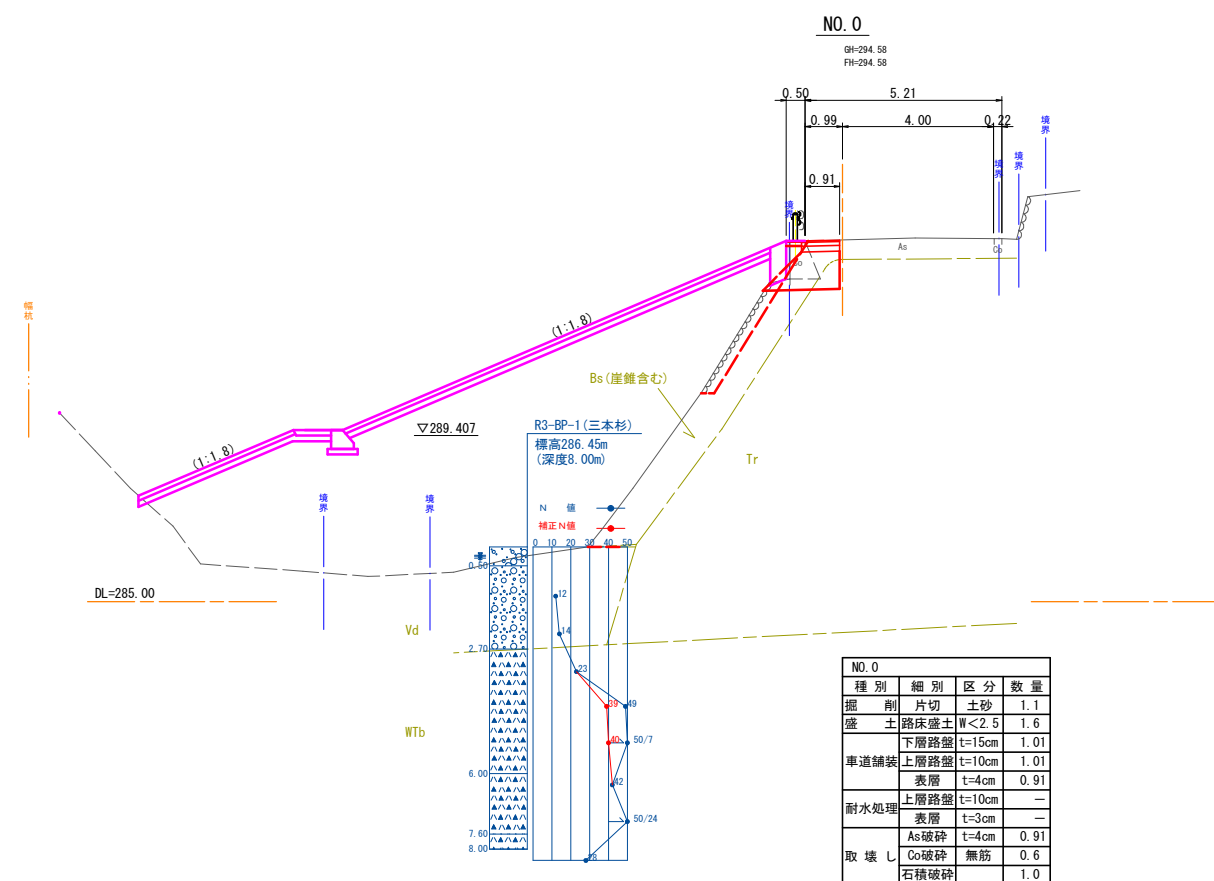 NO.0
GH=294.58
FH=294.58
0.50
5.21
0.99
4.00
0.22
0.91
境界
境界
境界
境界
As
Co
Co
(1:1.8)
幅杭
Bs(崖錐含む)
▽289.407
R3-BP-1(三本杉)
標高286.45m
(深度8.00m)
Tr
(1:1.8)
境界
境界
N 値
補正N値
0 10 20 30 40 50
0.50
DL=285.00
12
14
Vd
2.70
23
39
49
WTb
40
50/7
6.00
42
50/24
7.60
8.00
28
NO.0
種 別 細 別 区 分 数 量
掘 削 片切 土砂 1.1
盛 土 路床盛土 W<2.5 1.6
車道舗装 下層路盤 t=15cm 1.01
上層路盤 t=10cm 1.01
表層 t=4cm 0.91
耐水処理 上層路盤 t=10cm −
表層 t=3cm −
取 壊 し As破砕 t=4cm 0.91
Co破砕 無筋 0.6
石積破砕 1.0